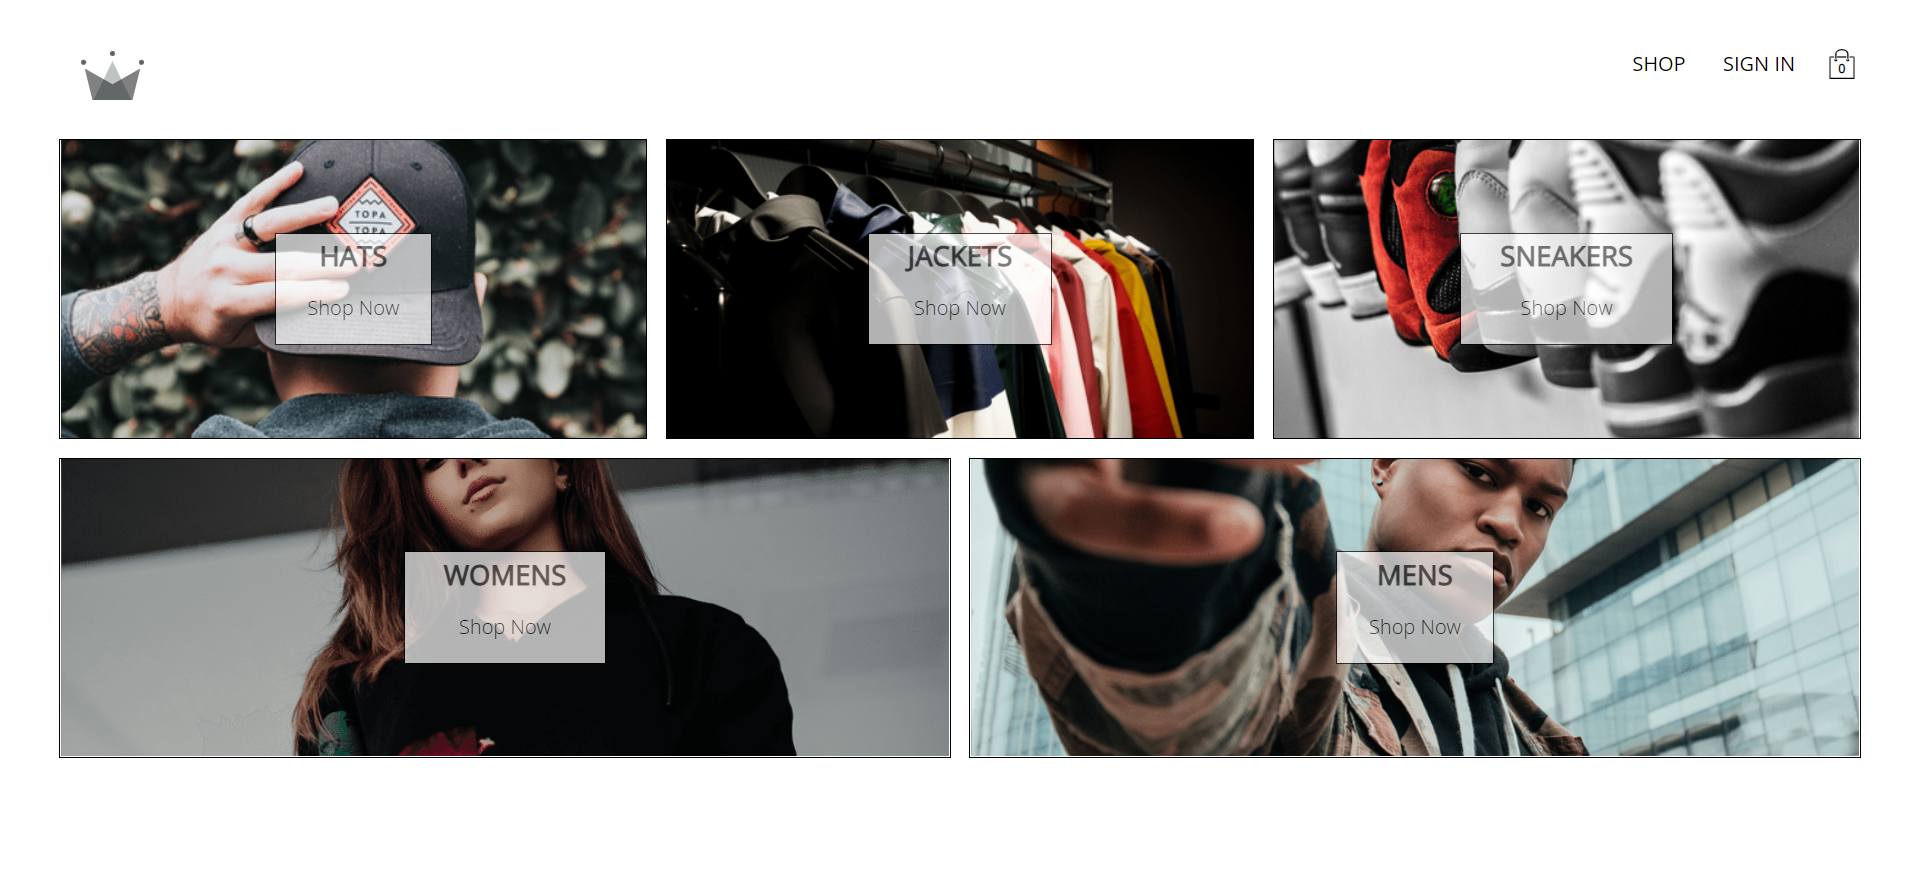 SHOP
SIGN IN
0
TOPA
TOPA
HATS
Shop Now
JACKETS
Shop Now
SNEAKERS
Shop Now
WOMENS
Shop Now
MENS
Shop Now